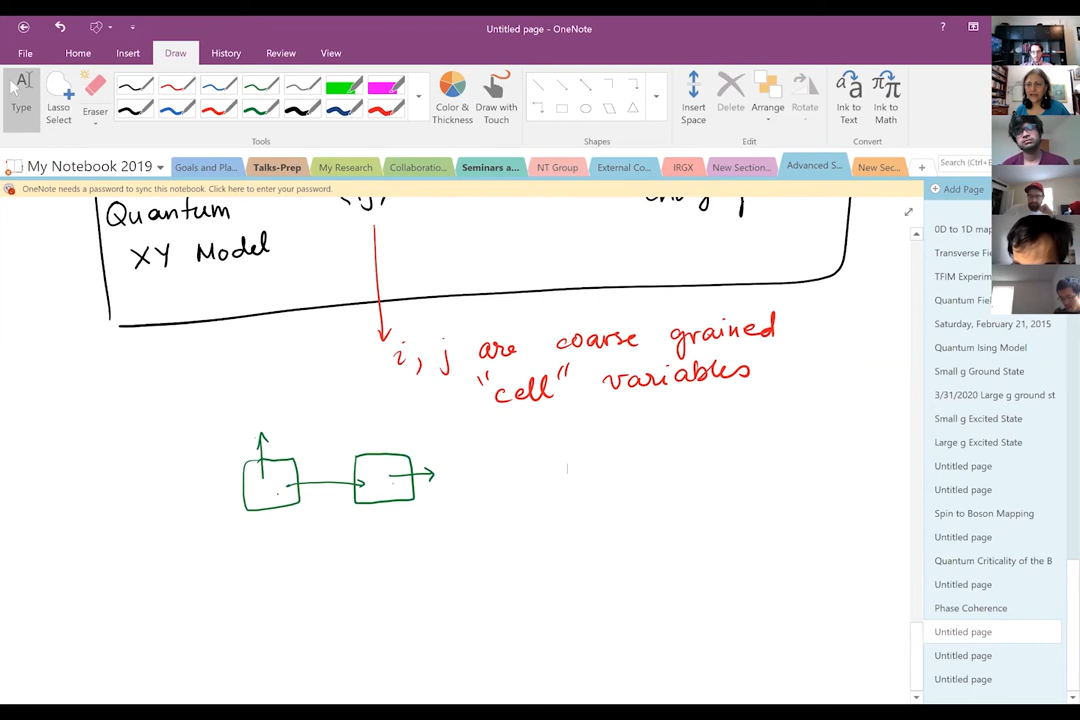 Untitled page - OneNote
?
File Home Insert Draw History Review View
Type
Lasso Select
Eraser
Color & Thickness
Draw with Touch
Insert Space
Delete
Arrange
Rotate
Ink to Text
Ink to Math
Tools
Shapes
Edit
Convert
My Notebook 2019
Goals and Pla...
Talks-Prep
My Research
Collaboratio...
Seminars a...
NT Group
External Co...
IRGX
New Section...
Advanced S...
New Sec...
Search (Ctrl+E
OneNote needs a password to sync this notebook. Click here to enter your password.
Add Page
Quantum
XY Model
i, j are coarse grained
"cell" variables
0D to 1D map
Transverse Fi
TFIM Experim
Quantum Fiel
Saturday, February 21, 2015
Quantum Ising Model
Small g Ground State
3/31/2020 Large g ground st
Small g Excited State
Large g Excited State
Untitled page
Untitled page
Spin to Boson Mapping
Untitled page
Quantum Criticality of the B
Untitled page
Phase Coherence
Untitled page
Untitled page
Untitled page